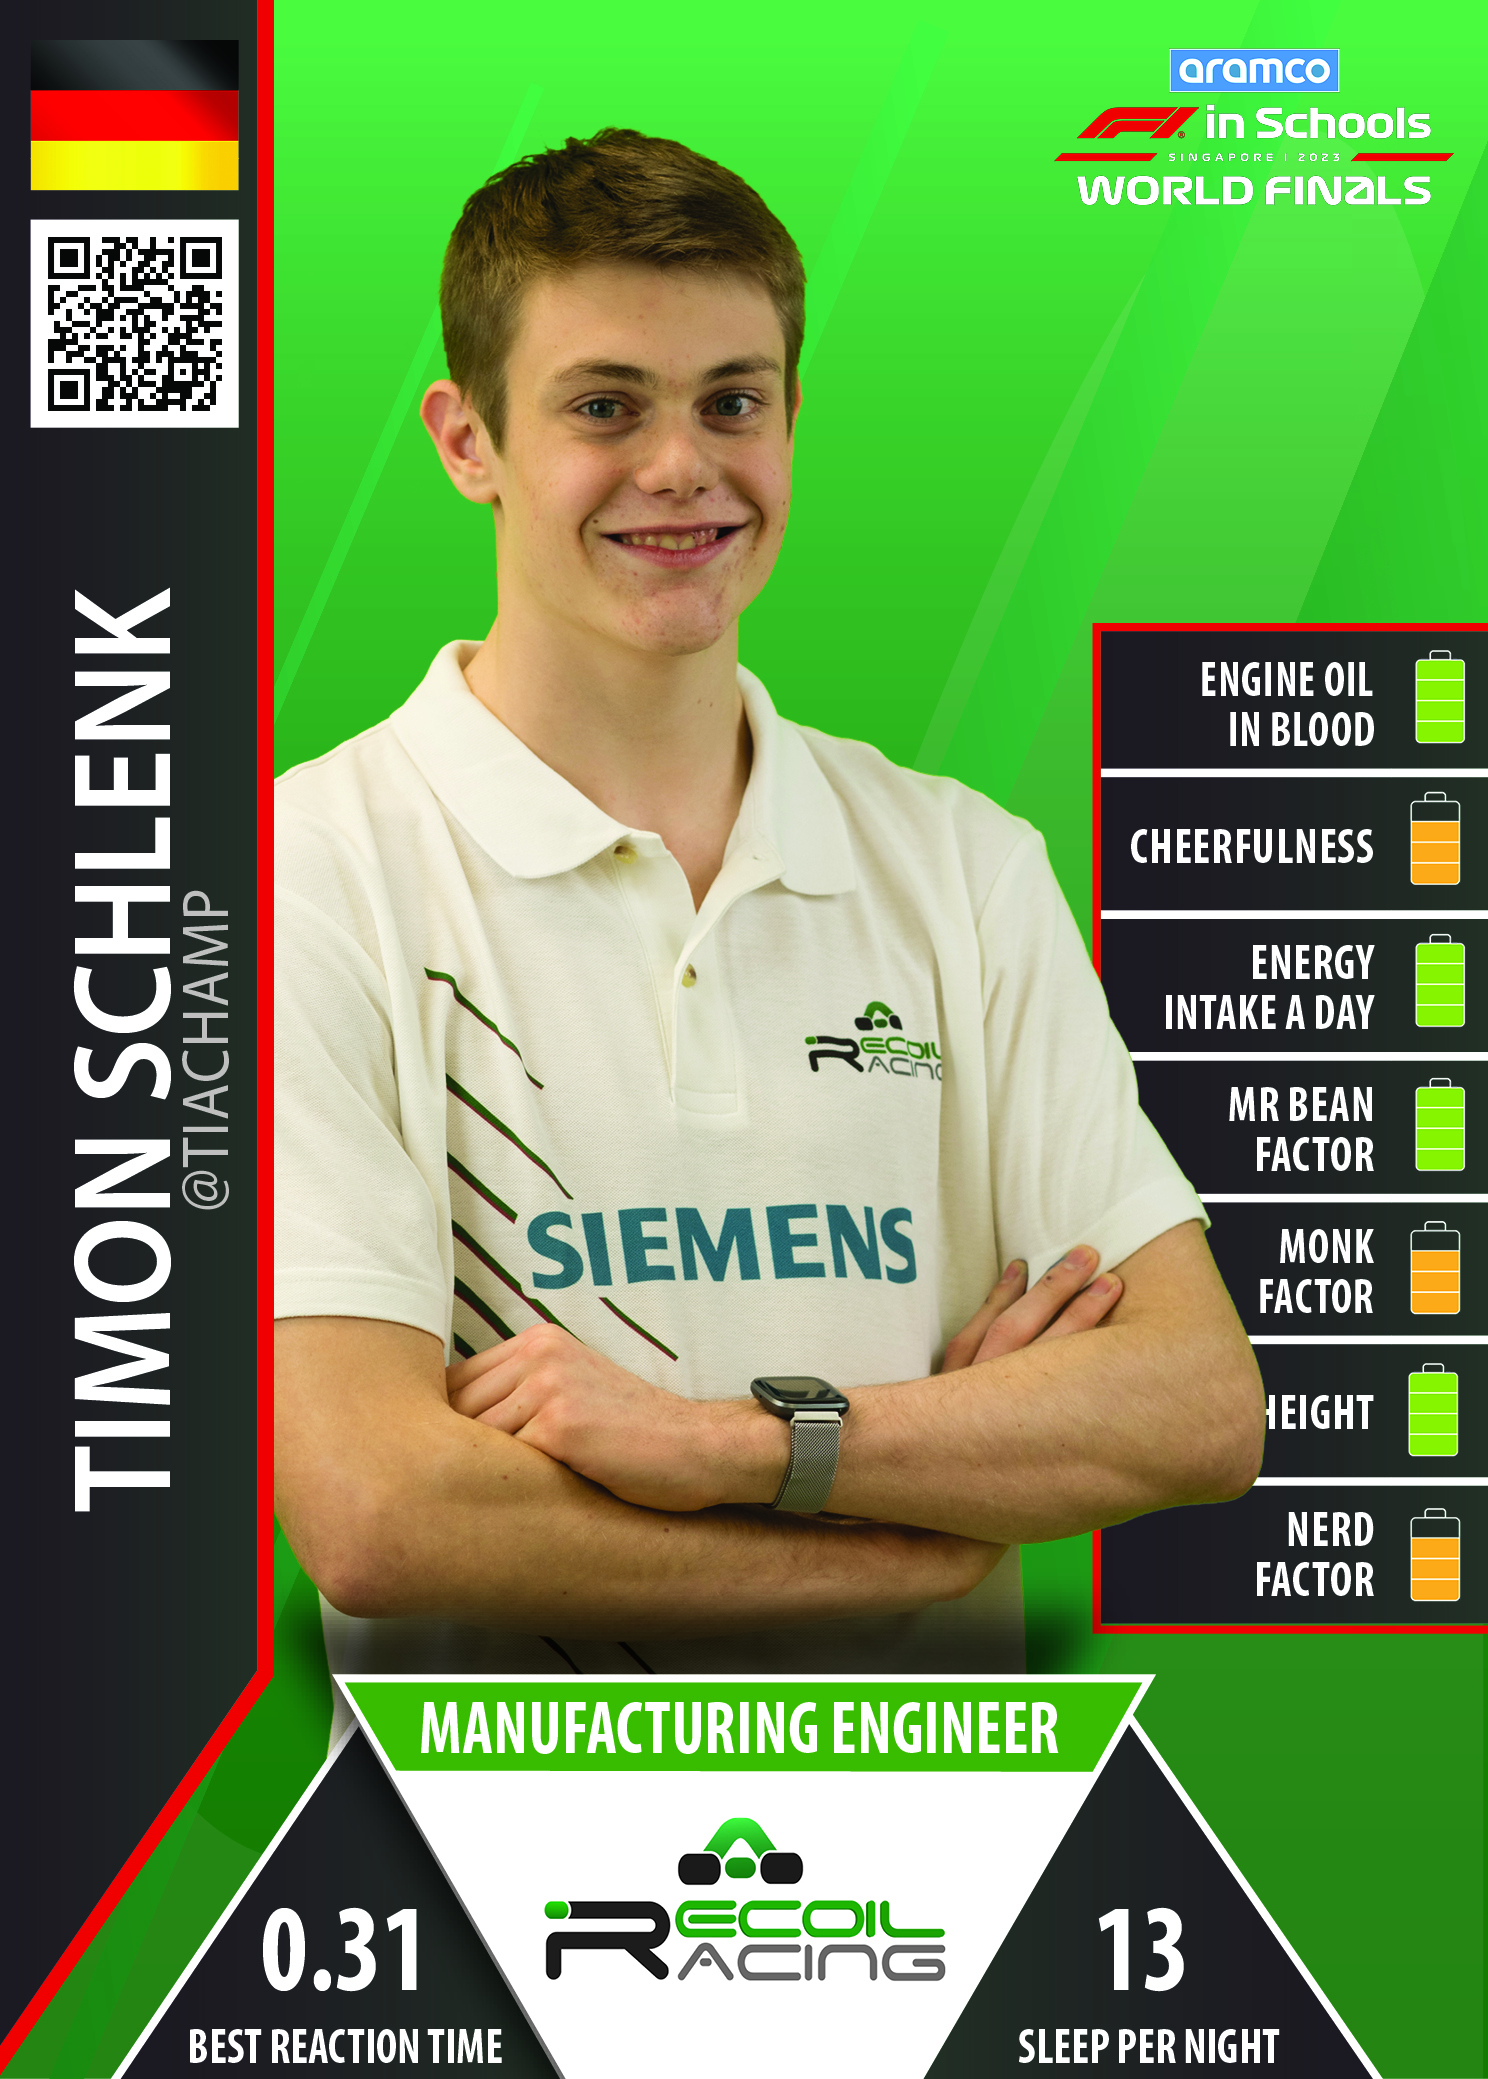 TIMON SCHLENK
@TIACHAMP
aramco
F1® in Schools
SINGAPORE | 2023
WORLD FINALS
ENGINE OIL
IN BLOOD
CHEERFULNESS
ENERGY
INTAKE A DAY
MR BEAN
FACTOR
MONK
FACTOR
HEIGHT
NERD
FACTOR
RECOIL
RACING
SIEMENS
MANUFACTURING ENGINEER
RECOIL
RACING
0.31
BEST REACTION TIME
13
SLEEP PER NIGHT